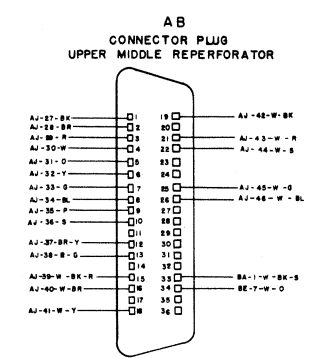 AB
CONNECTOR PLUG
UPPER MIDDLE REPERFORATOR
AJ-27-BK 1 19 AJ-42-W-BK
AJ-28-BR 2 20
AJ-29-R 3 21 AJ-43-W-R
AJ-30-W 4 22 AJ-44-W-S
AJ-31-O 5 23
AJ-32-Y 6 24
AJ-33-G 7 25 AJ-45-W-G
AJ-34-BL 8 26 AJ-46-W-BL
AJ-35-P 9 27
AJ-36-S 10 28
11 29
AJ-37-BR-Y 12 30
AJ-38-R-G 13 31
14 32
AJ-39-W-BK-R 15 33 BA-1-W-BK-S
AJ-40-W-BR 16 34 BE-7-W-O
17 35
AJ-41-W-Y 18 36